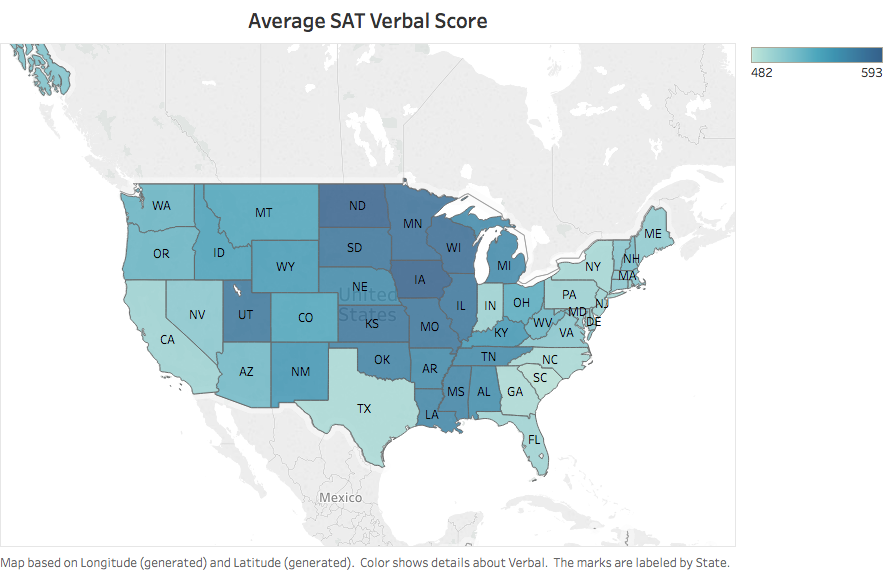 Average SAT Verbal Score
482 593
WA
MT
ND
MN
ME
OR
ID
WY
SD
WI
MI
NY
NH
MA
NE
IA
United
States
NV
UT
CO
KS
MO
IL
IN
OH
PA
NJ
MD
DE
WV
VA
CA
KY
AZ
NM
OK
AR
TN
NC
SC
TX
LA
MS
AL
GA
FL
Mexico
Map based on Longitude (generated) and Latitude (generated). Color shows details about Verbal. The marks are labeled by State.